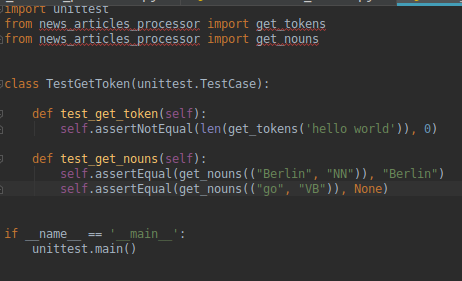 import unittest
from news_articles_processor import get_tokens
from news_articles_processor import get_nouns
class TestGetToken(unittest.TestCase):
def test_get_token(self):
self.assertNotEqual(len(get_tokens('hello world')), 0)
def test_get_nouns(self):
self.assertEqual(get_nouns(("Berlin", "NN")), "Berlin")
self.assertEqual(get_nouns(("go", "VB")), None)
if __name__ == '__main__':
unittest.main()